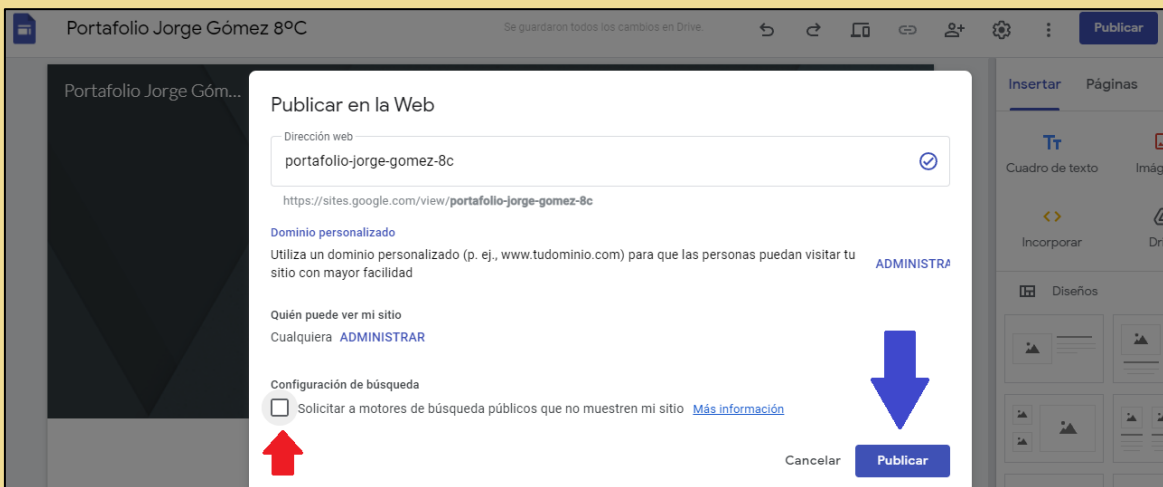 Portafolio Jorge Gómez 8ºC
Se guardaron todos los cambios en Drive.
Publicar
Portafolio Jorge Góm...
Insertar Páginas
Publicar en la Web
Dirección web
portafolio-jorge-gomez-8c
https://sites.google.com/view/portafolio-jorge-gomez-8c
Dominio personalizado
Utiliza un dominio personalizado (p. ej., www.tudominio.com) para que las personas puedan visitar tu
sitio con mayor facilidad
ADMINISTRA
Quién puede ver mi sitio
Cualquiera ADMINISTRAR
Configuración de búsqueda
Solicitar a motores de búsqueda públicos que no muestren mi sitio Más información
Cancelar Publicar
Tт
Cuadro de texto Imág
Incorporar Dri
Diseños